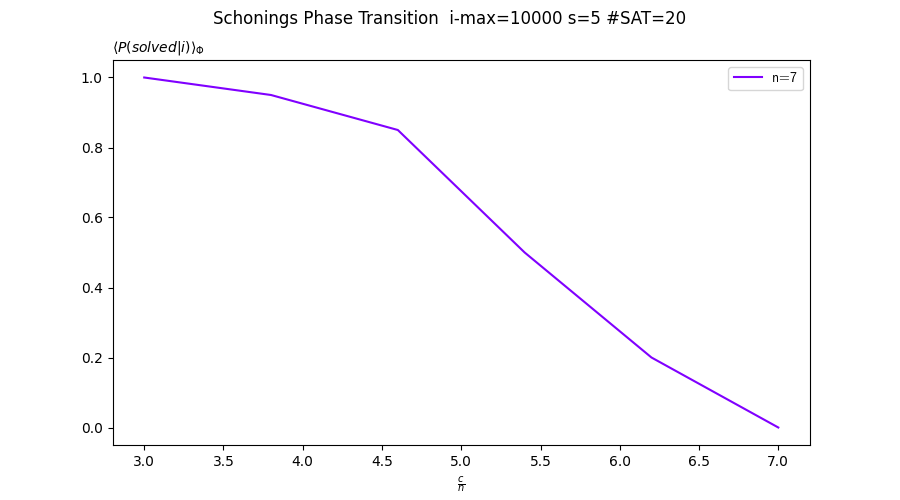 Schonings Phase Transition  i-max=10000 s=5 #SAT=20
⟨P(solved|i)⟩Φ
n=7
1.0
0.8
0.6
0.4
0.2
0.0
3.0 3.5 4.0 4.5 5.0 5.5 6.0 6.5 7.0
c/n